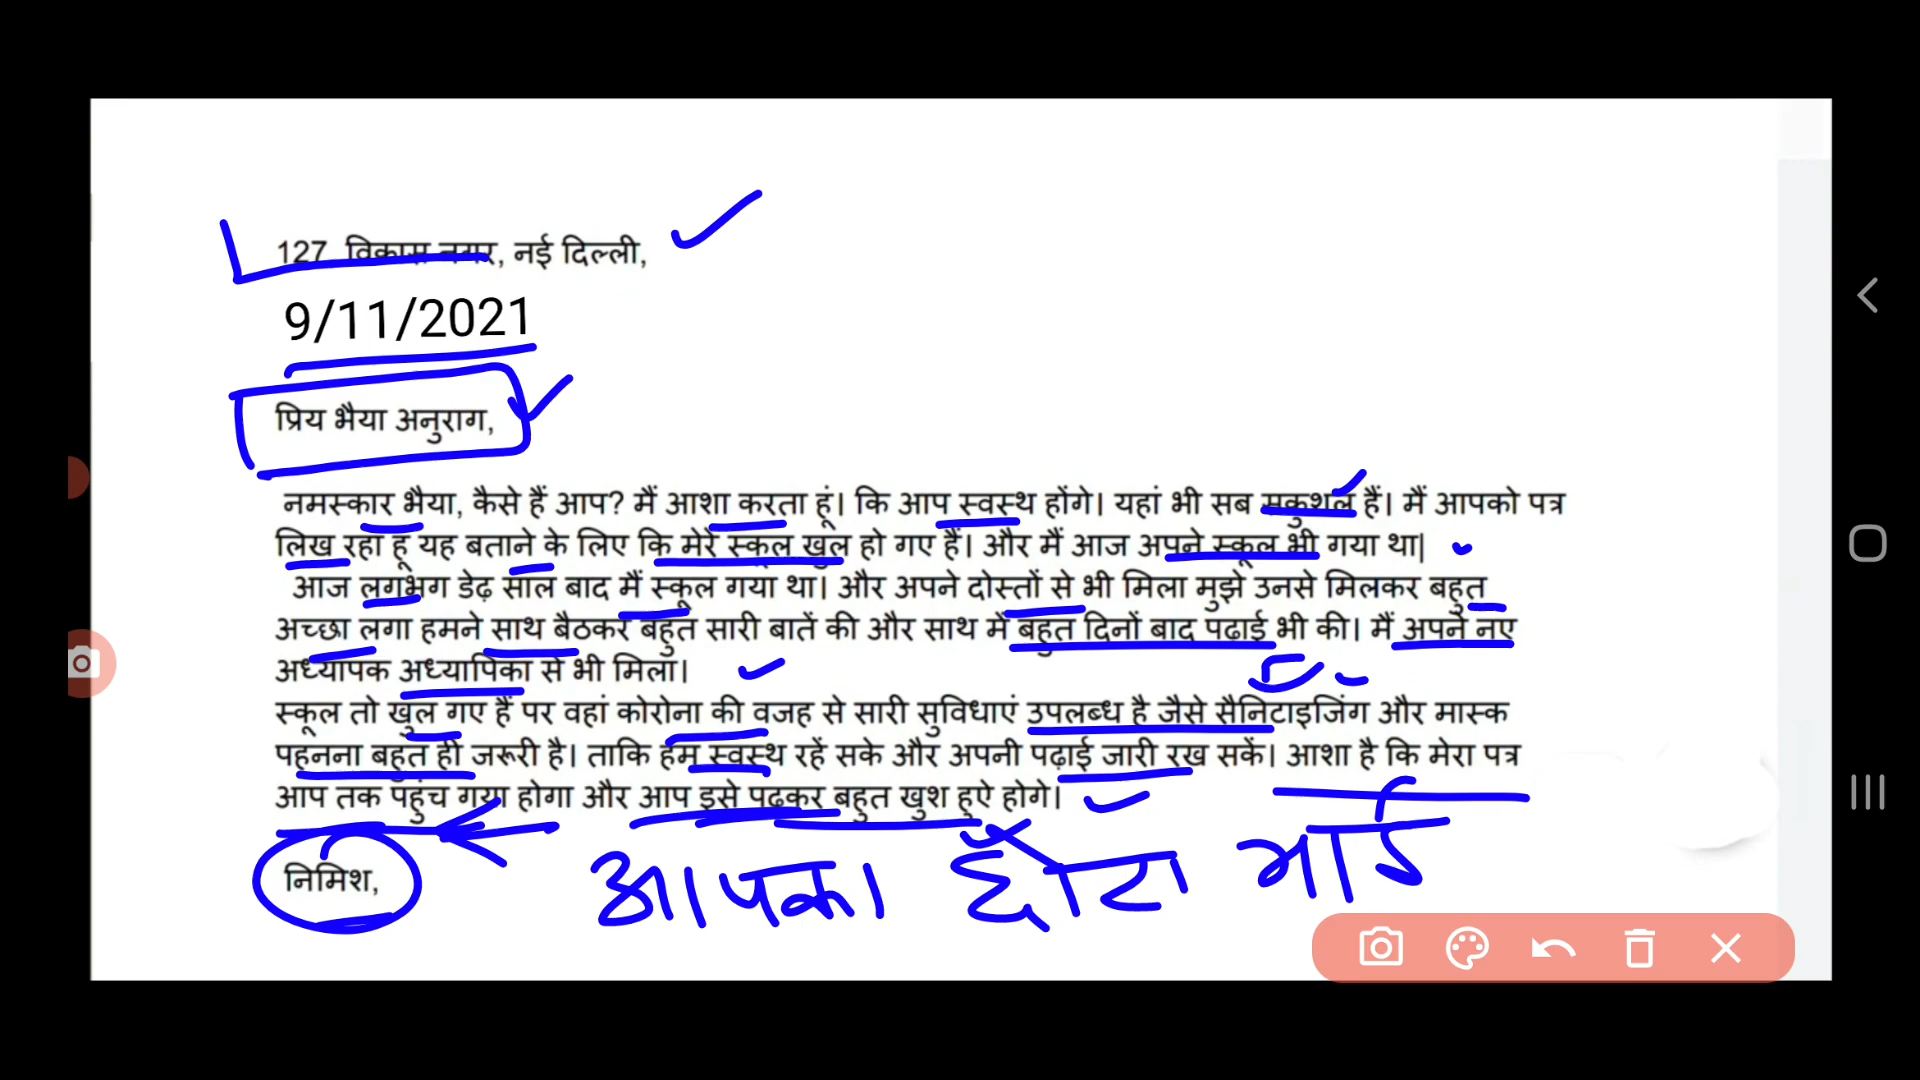 127, विकास नगर, नई दिल्ली,
9/11/2021
प्रिय भैया अनुराग,
नमस्कार भैया, कैसे हैं आप? मैं आशा करता हूं। कि आप स्वस्थ होंगे। यहां भी सब सकुशल हैं। मैं आपको पत्र
लिख रहा हूं यह बताने के लिए कि मेरे स्कूल खुल हो गए हैं। और मैं आज अपने स्कूल भी गया था|
आज लगभग डेढ़ साल बाद मैं स्कूल गया था। और अपने दोस्तों से भी मिला मुझे उनसे मिलकर बहुत
अच्छा लगा हमने साथ बैठकर बहुत सारी बातें की और साथ में बहुत दिनों बाद पढाई भी की। मैं अपने नए
अध्यापक अध्यापिका से भी मिला।
स्कूल तो खुल गए हैं पर वहां कोरोना की वजह से सारी सुविधाएं उपलब्ध है जैसे सैनिटाइजिंग और मास्क
पहनना बहुत ही जरूरी है। ताकि हम स्वस्थ रहें सके और अपनी पढ़ाई जारी रख सकें। आशा है कि मेरा पत्र
आप तक पहुंच गया होगा और आप इसे पढकर बहुत खुश हुऐ होगे।
निमिश,
आपका छोटा भाई